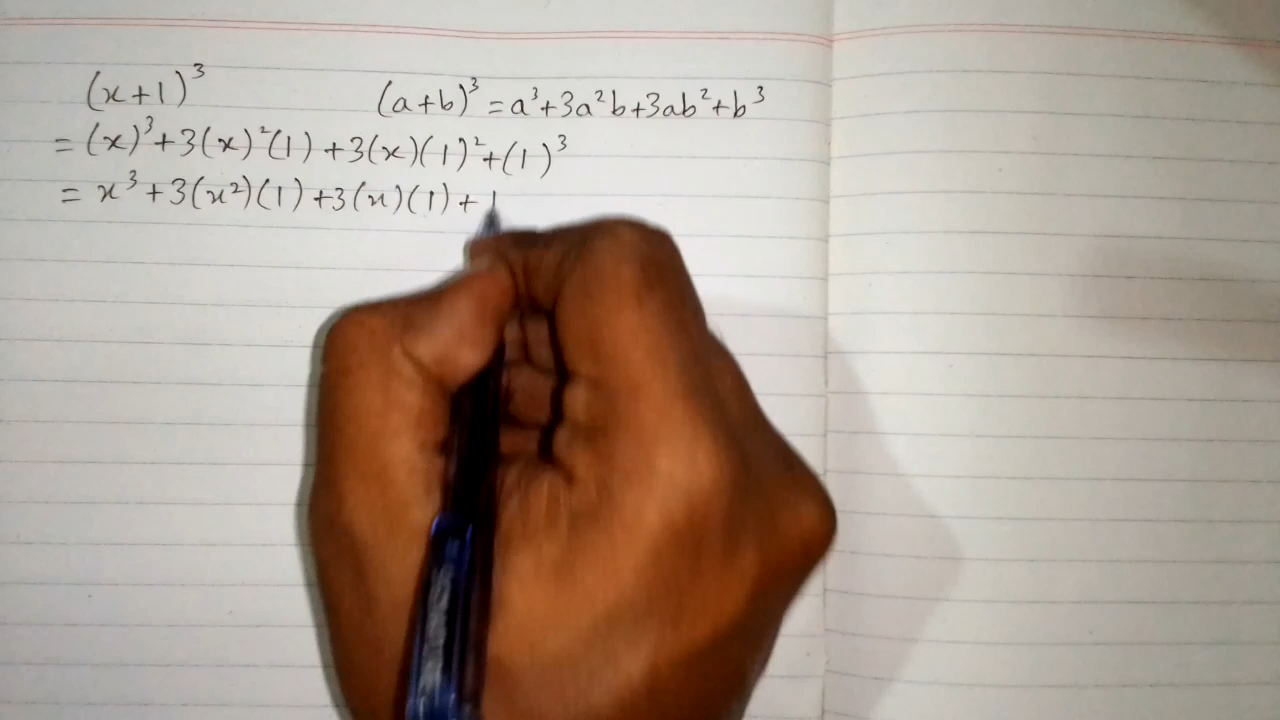 (x+1)³
(a+b)³ = a³+3a²b+3ab²+b³
= (x)³+3(x)²(1)+3(x)(1)²+(1)³
= x³+3(x²)(1)+3(x)(1)+1